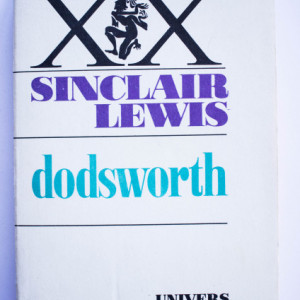 XX
SINCLAIR
LEWIS
dodsworth
UNIVERS